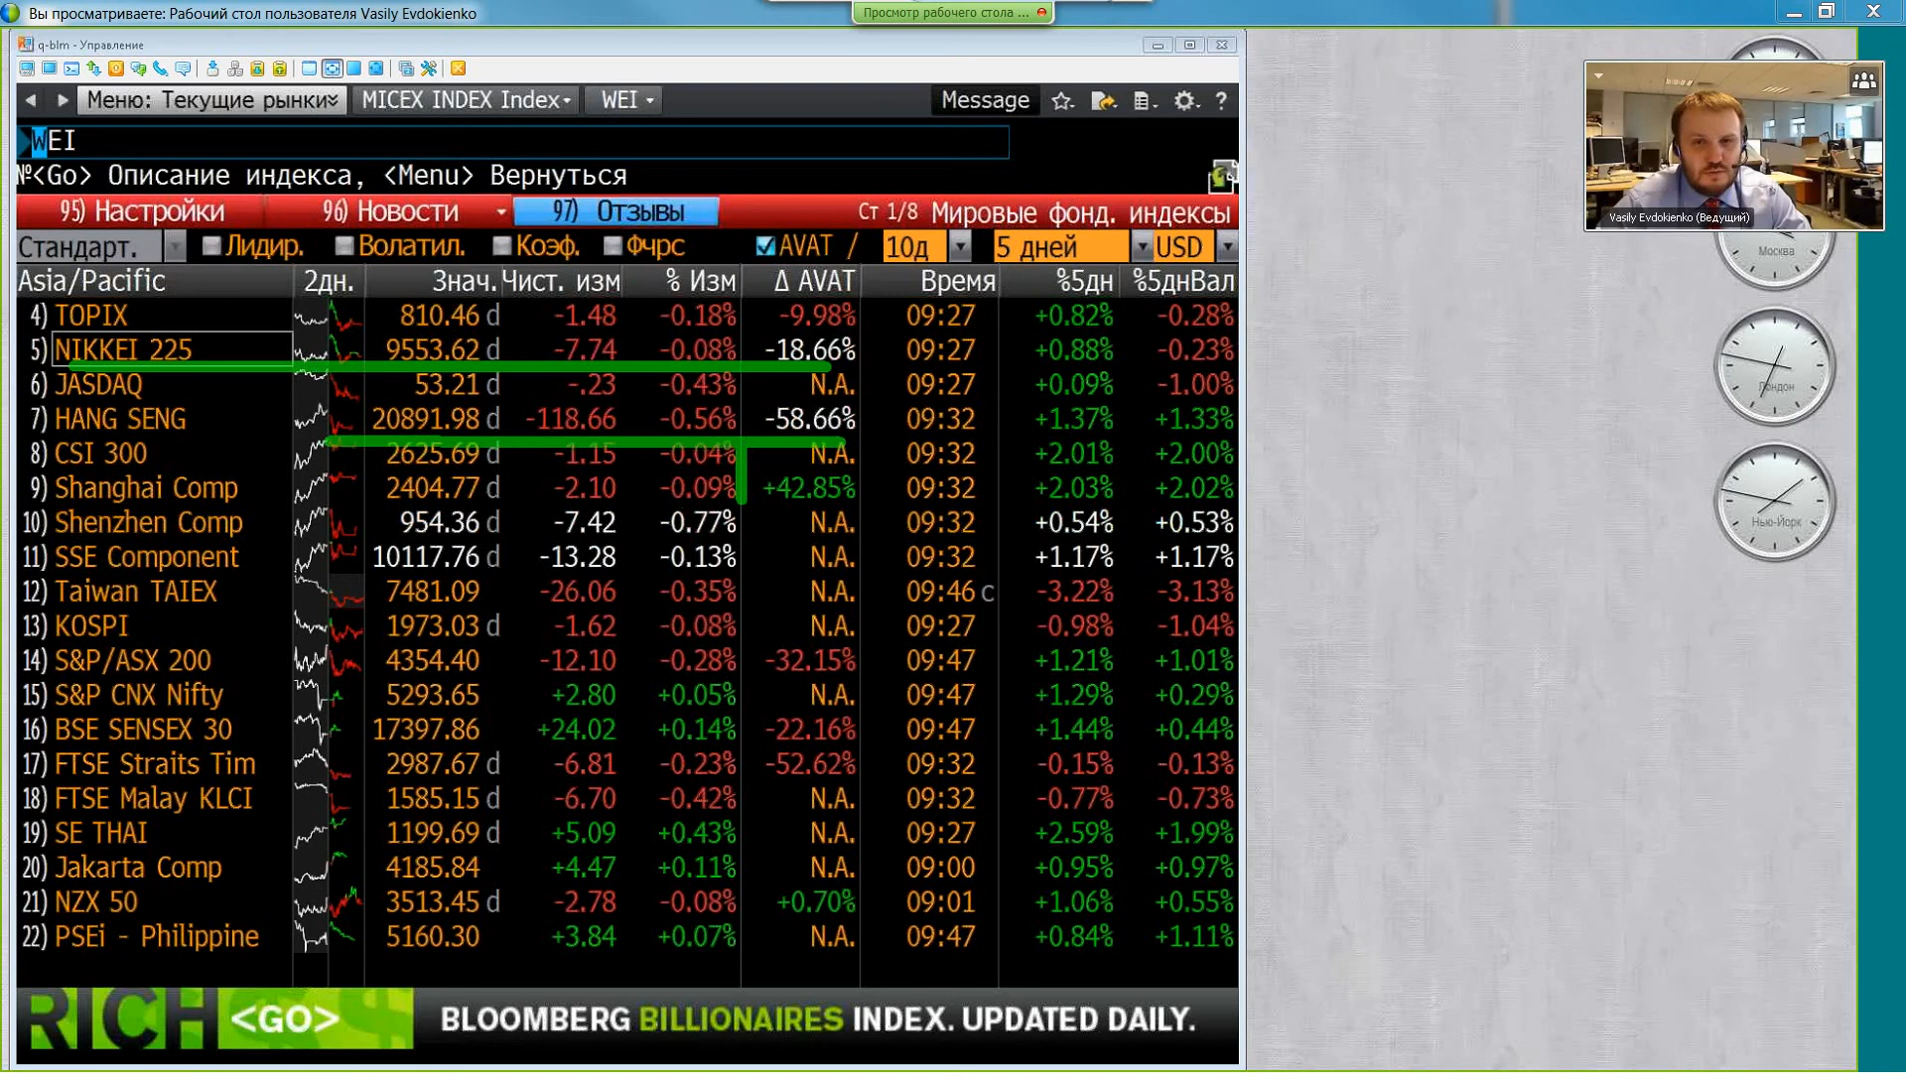 Вы просматриваете: Рабочий стол пользователя Vasily Evdokienko
Просмотр рабочего стола ...
q-blm - Управление
Меню: Текущие рынки MICEX INDEX Index WEI Message ?
WEI
<Go> Описание индекса, <Menu> Вернуться
95) Настройки 96) Новости 97) Отзывы Ст 1/8 Мировые фонд. индексы
Стандарт. Лидир. Волатил. Коэф. Фчрс AVAT / 10д 5 дней USD
Asia/Pacific 2дн. Знач. Чист. изм % Изм Δ AVAT Время %5дн %5днВал
4) TOPIX 810.46 d -1.48 -0.18% -9.98% 09:27 +0.82% -0.28%
5) NIKKEI 225 9553.62 d -7.74 -0.08% -18.66% 09:27 +0.88% -0.23%
6) JASDAQ 53.21 d -.23 -0.43% N.A. 09:27 +0.09% -1.00%
7) HANG SENG 20891.98 d -118.66 -0.56% -58.66% 09:32 +1.37% +1.33%
8) CSI 300 2625.69 d -1.15 -0.04% N.A. 09:32 +2.01% +2.00%
9) Shanghai Comp 2404.77 d -2.10 -0.09% +42.85% 09:32 +2.03% +2.02%
10) Shenzhen Comp 954.36 d -7.42 -0.77% N.A. 09:32 +0.54% +0.53%
11) SSE Component 10117.76 d -13.28 -0.13% N.A. 09:32 +1.17% +1.17%
12) Taiwan TAIEX 7481.09 -26.06 -0.35% N.A. 09:46 c -3.22% -3.13%
13) KOSPI 1973.03 d -1.62 -0.08% N.A. 09:27 -0.98% -1.04%
14) S&P/ASX 200 4354.40 -12.10 -0.28% -32.15% 09:47 +1.21% +1.01%
15) S&P CNX Nifty 5293.65 +2.80 +0.05% N.A. 09:47 +1.29% +0.29%
16) BSE SENSEX 30 17397.86 +24.02 +0.14% -22.16% 09:47 +1.44% +0.44%
17) FTSE Straits Tim 2987.67 d -6.81 -0.23% -52.62% 09:32 -0.15% -0.13%
18) FTSE Malay KLCI 1585.15 d -6.70 -0.42% N.A. 09:32 -0.77% -0.73%
19) SE THAI 1199.69 d +5.09 +0.43% N.A. 09:27 +2.59% +1.99%
20) Jakarta Comp 4185.84 +4.47 +0.11% N.A. 09:00 +0.95% +0.97%
21) NZX 50 3513.45 d -2.78 -0.08% +0.70% 09:01 +1.06% +0.55%
22) PSEi - Philippine 5160.30 +3.84 +0.07% N.A. 09:47 +0.84% +1.11%
RICH <GO> BLOOMBERG BILLIONAIRES INDEX. UPDATED DAILY.
Vasily Evdokienko (Ведущий)
Москва
Лондон
Нью-Йорк